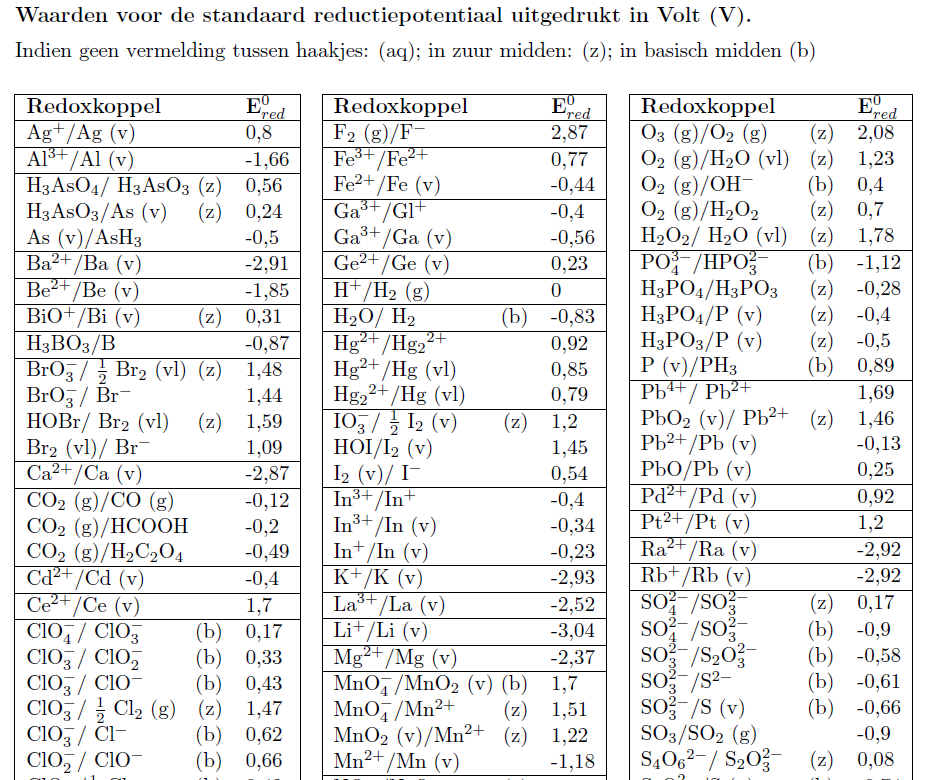 Waarden voor de standaard reductiepotentiaal uitgedrukt in Volt (V).
Indien geen vermelding tussen haakjes: (aq); in zuur midden: (z); in basisch midden (b)
Redoxkoppel E⁰red
Ag⁺/Ag (v) 0,8
Al³⁺/Al (v) -1,66
H₃AsO₄/ H₃AsO₃ (z) 0,56
H₃AsO₃/As (v) (z) 0,24
As (v)/AsH₃ -0,5
Ba²⁺/Ba (v) -2,91
Be²⁺/Be (v) -1,85
BiO⁺/Bi (v) (z) 0,31
H₃BO₃/B -0,87
BrO₃⁻/ ½ Br₂ (vl) (z) 1,48
BrO₃⁻/ Br⁻ 1,44
HOBr/ Br₂ (vl) (z) 1,59
Br₂ (vl)/ Br⁻ 1,09
Ca²⁺/Ca (v) -2,87
CO₂ (g)/CO (g) -0,12
CO₂ (g)/HCOOH -0,2
CO₂ (g)/H₂C₂O₄ -0,49
Cd²⁺/Cd (v) -0,4
Ce²⁺/Ce (v) 1,7
ClO₄⁻/ ClO₃⁻ (b) 0,17
ClO₃⁻/ ClO₂⁻ (b) 0,33
ClO₃⁻/ ClO⁻ (b) 0,43
ClO₃⁻/ ½ Cl₂ (g) (z) 1,47
ClO₃⁻/ Cl⁻ (b) 0,62
ClO₂⁻/ ClO⁻ (b) 0,66
Redoxkoppel E⁰red
F₂ (g)/F⁻ 2,87
Fe³⁺/Fe²⁺ 0,77
Fe²⁺/Fe (v) -0,44
Ga³⁺/Gl⁺ -0,4
Ga³⁺/Ga (v) -0,56
Ge²⁺/Ge (v) 0,23
H⁺/H₂ (g) 0
H₂O/ H₂ (b) -0,83
Hg²⁺/Hg₂²⁺ 0,92
Hg²⁺/Hg (vl) 0,85
Hg₂²⁺/Hg (vl) 0,79
IO₃⁻/ ½ I₂ (v) (z) 1,2
HOI/I₂ (v) 1,45
I₂ (v)/ I⁻ 0,54
In³⁺/In⁺ -0,4
In³⁺/In (v) -0,34
In⁺/In (v) -0,23
K⁺/K (v) -2,93
La³⁺/La (v) -2,52
Li⁺/Li (v) -3,04
Mg²⁺/Mg (v) -2,37
MnO₄⁻/MnO₂ (v) (b) 1,7
MnO₄⁻/Mn²⁺ (z) 1,51
MnO₂ (v)/Mn²⁺ (z) 1,22
Mn²⁺/Mn (v) -1,18
Redoxkoppel E⁰red
O₃ (g)/O₂ (g) (z) 2,08
O₂ (g)/H₂O (vl) (z) 1,23
O₂ (g)/OH⁻ (b) 0,4
O₂ (g)/H₂O₂ (z) 0,7
H₂O₂/ H₂O (vl) (z) 1,78
PO₄³⁻/HPO₃²⁻ (b) -1,12
H₃PO₄/H₃PO₃ (z) -0,28
H₃PO₄/P (v) (z) -0,4
H₃PO₃/P (v) (z) -0,5
P (v)/PH₃ (b) 0,89
Pb⁴⁺/ Pb²⁺ 1,69
PbO₂ (v)/ Pb²⁺ (z) 1,46
Pb²⁺/Pb (v) -0,13
PbO/Pb (v) 0,25
Pd²⁺/Pd (v) 0,92
Pt²⁺/Pt (v) 1,2
Ra²⁺/Ra (v) -2,92
Rb⁺/Rb (v) -2,92
SO₄²⁻/SO₃²⁻ (z) 0,17
SO₄²⁻/SO₃²⁻ (b) -0,9
SO₃²⁻/S₂O₃²⁻ (b) -0,58
SO₃²⁻/S²⁻ (b) -0,61
SO₃²⁻/S (v) (b) -0,66
SO₃/SO₂ (g) -0,9
S₄O₆²⁻/ S₂O₃²⁻ (z) 0,08